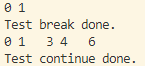 0 1
Test break done.
0 1   3 4   6
Test continue done.